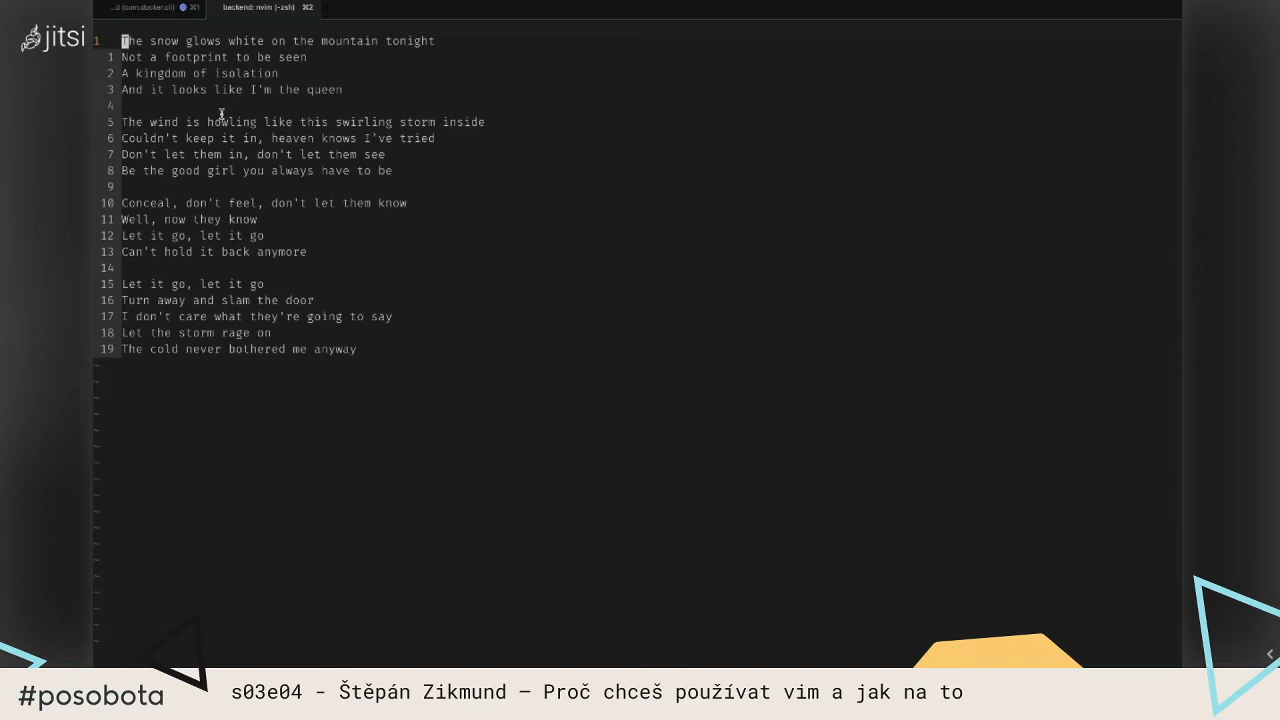 ...d (com.docker.cli) ⌘1 backend: nvim (-zsh) ⌘2
jitsi
1 The snow glows white on the mountain tonight
1 Not a footprint to be seen
2 A kingdom of isolation
3 And it looks like I'm the queen
4
5 The wind is howling like this swirling storm inside
6 Couldn't keep it in, heaven knows I've tried
7 Don't let them in, don't let them see
8 Be the good girl you always have to be
9
10 Conceal, don't feel, don't let them know
11 Well, now they know
12 Let it go, let it go
13 Can't hold it back anymore
14
15 Let it go, let it go
16 Turn away and slam the door
17 I don't care what they're going to say
18 Let the storm rage on
19 The cold never bothered me anyway
#posobota s03e04 - Štěpán Zikmund – Proč chceš používat vim a jak na to